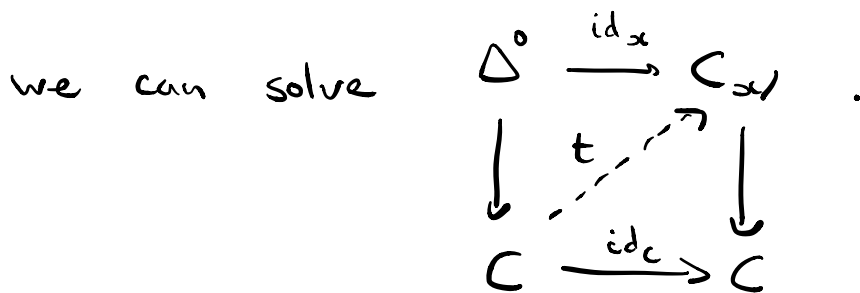 we can solve Δ⁰ id_x C_x/ .
t
C id_C C